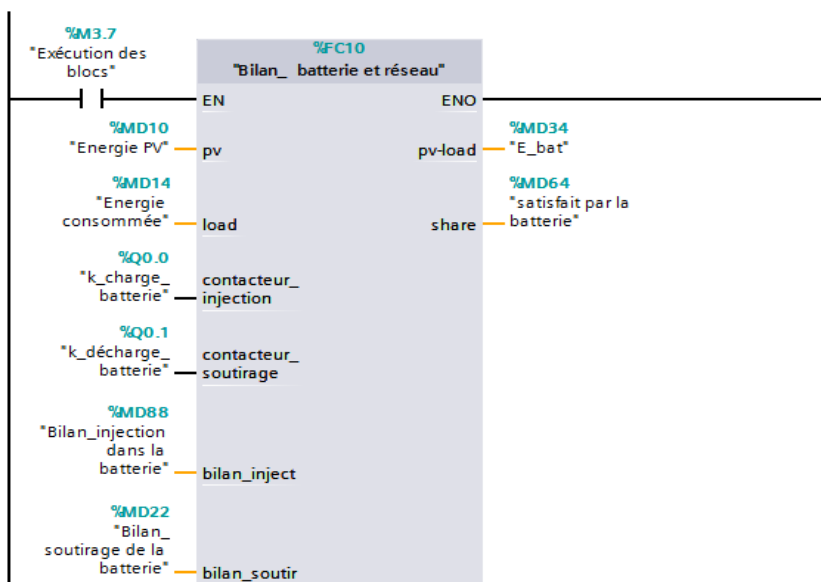 %M3.7
"Exécution des
blocs"
%FC10
"Bilan_ batterie et réseau"
EN
ENO
%MD10
"Energie PV"
pv
pv-load
%MD34
"E_bat"
%MD14
"Energie
consommée"
load
share
%MD64
"satisfait par la
batterie"
%Q0.0
"k_charge_
batterie"
contacteur_
injection
%Q0.1
"k_décharge_
batterie"
contacteur_
soutirage
%MD88
"Bilan_injection
dans la
batterie"
bilan_inject
%MD22
"Bilan_
soutirage de la
batterie"
bilan_soutir